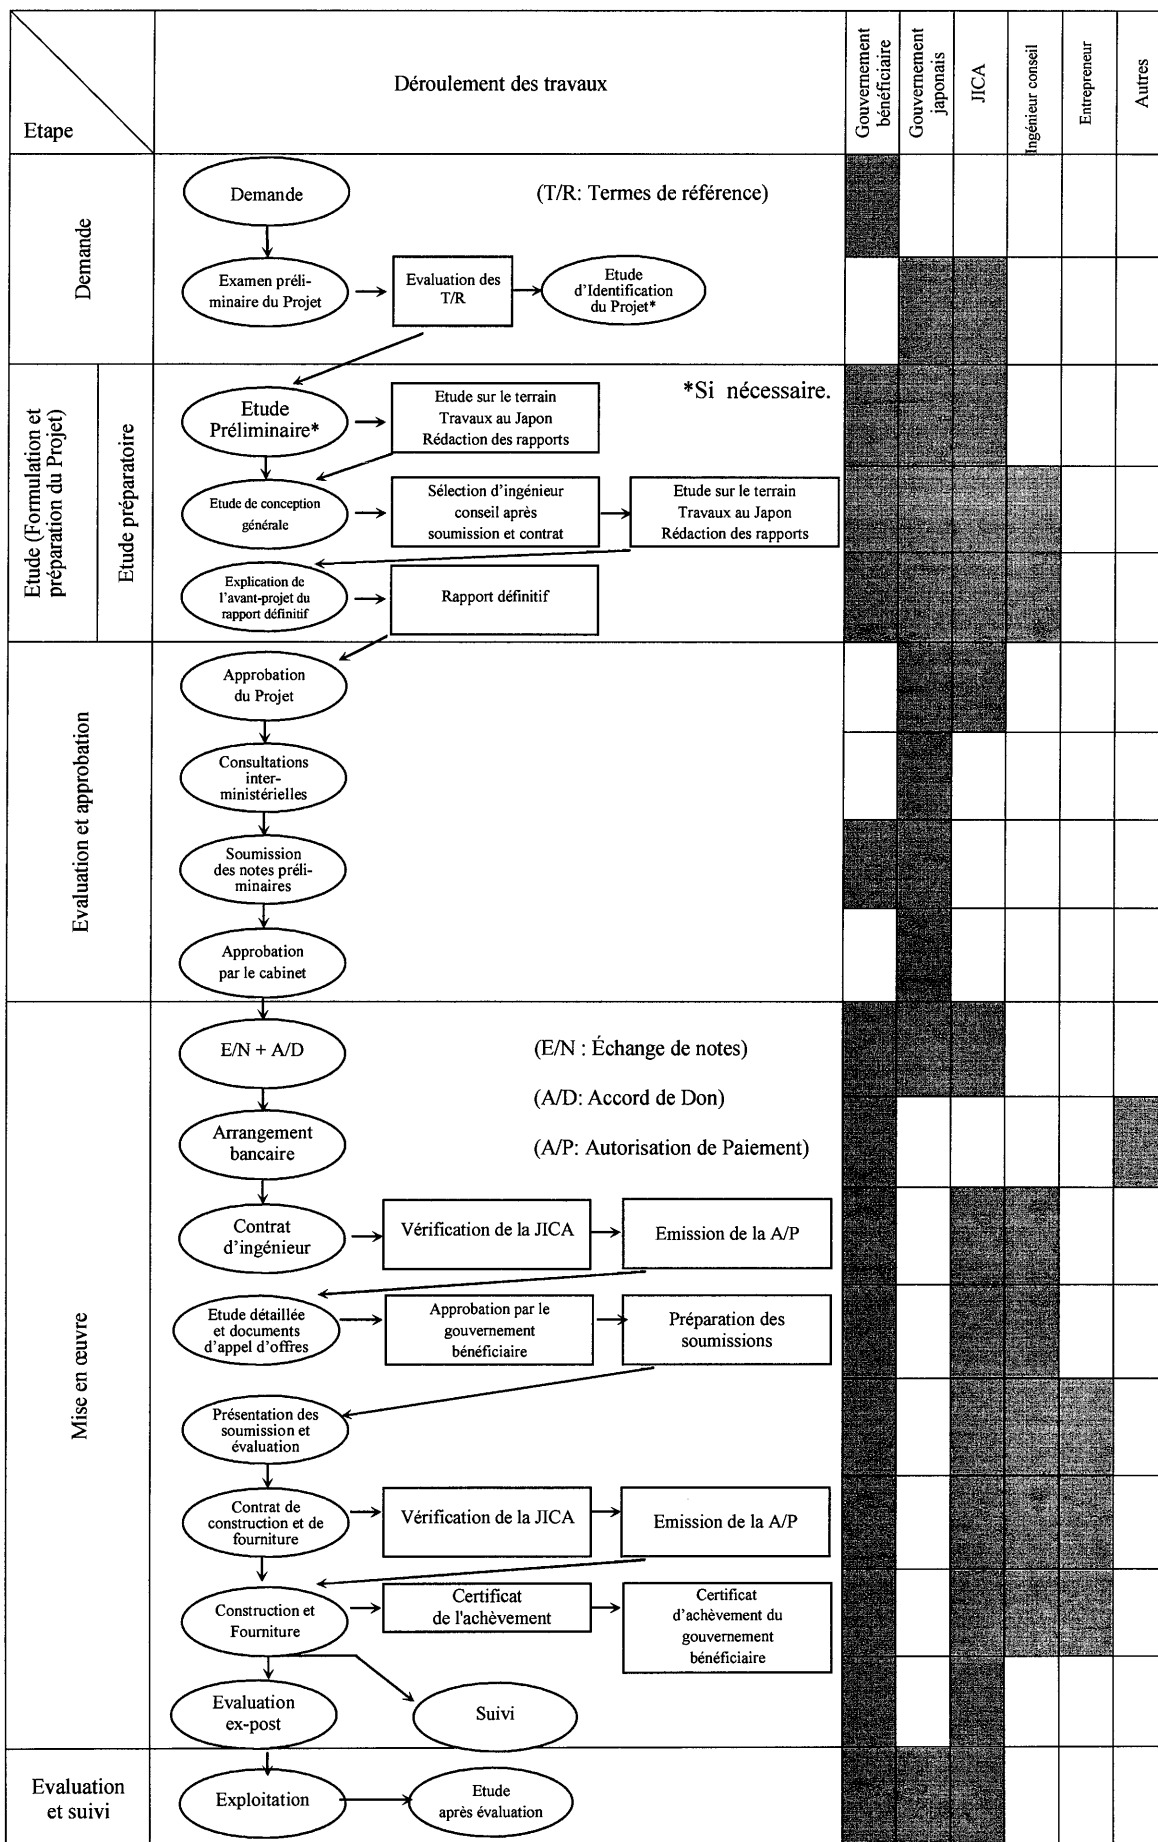 Etape
Déroulement des travaux
Gouvernement
bénéficiaire
Gouvernement
japonais
JICA
Ingénieur conseil
Entrepreneur
Autres
Demande
Demande
(T/R: Termes de référence)
Examen préli-
minaire du Projet
Evaluation des
T/R
Etude
d'Identification
du Projet*
Etude (Formulation et
préparation du Projet)
Etude préparatoire
*Si nécessaire.
Etude
Préliminaire*
Etude sur le terrain
Travaux au Japon
Rédaction des rapports
Etude de conception
générale
Sélection d'ingénieur
conseil après
soumission et contrat
Etude sur le terrain
Travaux au Japon
Rédaction des rapports
Explication de
l'avant-projet du
rapport définitif
Rapport définitif
Evaluation et approbation
Approbation
du Projet
Consultations
inter-
ministérielles
Soumission
des notes préli-
minaires
Approbation
par le cabinet
Mise en œuvre
E/N + A/D
(E/N : Échange de notes)
(A/D: Accord de Don)
Arrangement
bancaire
(A/P: Autorisation de Paiement)
Contrat
d'ingénieur
Vérification de la JICA
Emission de la A/P
Etude détaillée
et documents
d'appel d'offres
Approbation par le
gouvernement
bénéficiaire
Préparation des
soumissions
Présentation des
soumission et
évaluation
Contrat de
construction et de
fourniture
Vérification de la JICA
Emission de la A/P
Construction et
Fourniture
Certificat
de l'achèvement
Certificat
d'achèvement du
gouvernement
bénéficiaire
Evaluation
ex-post
Suivi
Evaluation
et suivi
Exploitation
Etude
après évaluation